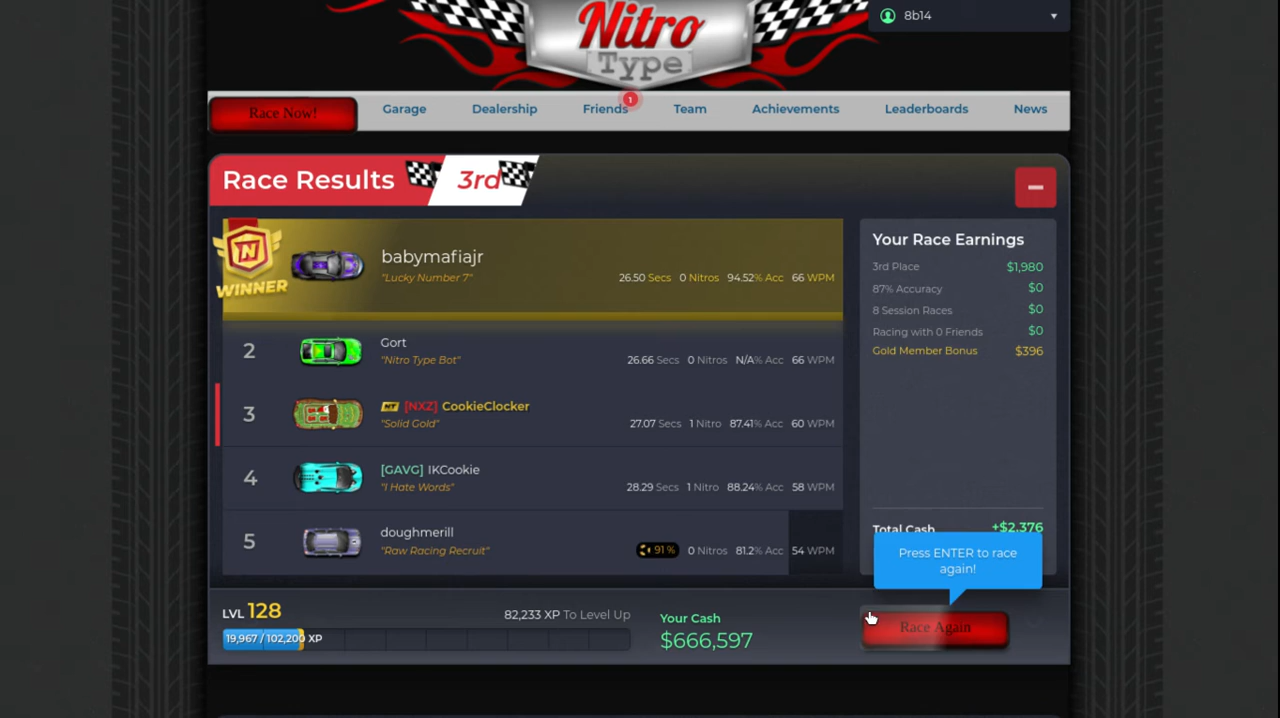 Nitro
Type
8b14
Race Now!
Garage
Dealership
Friends
1
Team
Achievements
Leaderboards
News
Race Results
3rd
N
WINNER
babymafiajr
"Lucky Number 7"
26.50 Secs 0 Nitros 94.52% Acc 66 WPM
2
Gort
"Nitro Type Bot"
26.66 Secs 0 Nitros N/A% Acc 66 WPM
3
NT [NXZ] CookieClocker
"Solid Gold"
27.07 Secs 1 Nitro 87.41% Acc 60 WPM
4
[GAVG] IKCookie
"I Hate Words"
28.29 Secs 1 Nitro 88.24% Acc 58 WPM
5
doughmerill
"Raw Racing Recruit"
91% 0 Nitros 81.2% Acc 54 WPM
Your Race Earnings
3rd Place $1,980
87% Accuracy $0
8 Session Races $0
Racing with 0 Friends $0
Gold Member Bonus $396
Total Cash +$2,376
Press ENTER to race
again!
LVL 128
82,233 XP To Level Up
19,967 / 102,200 XP
Your Cash
$666,597
Race Again